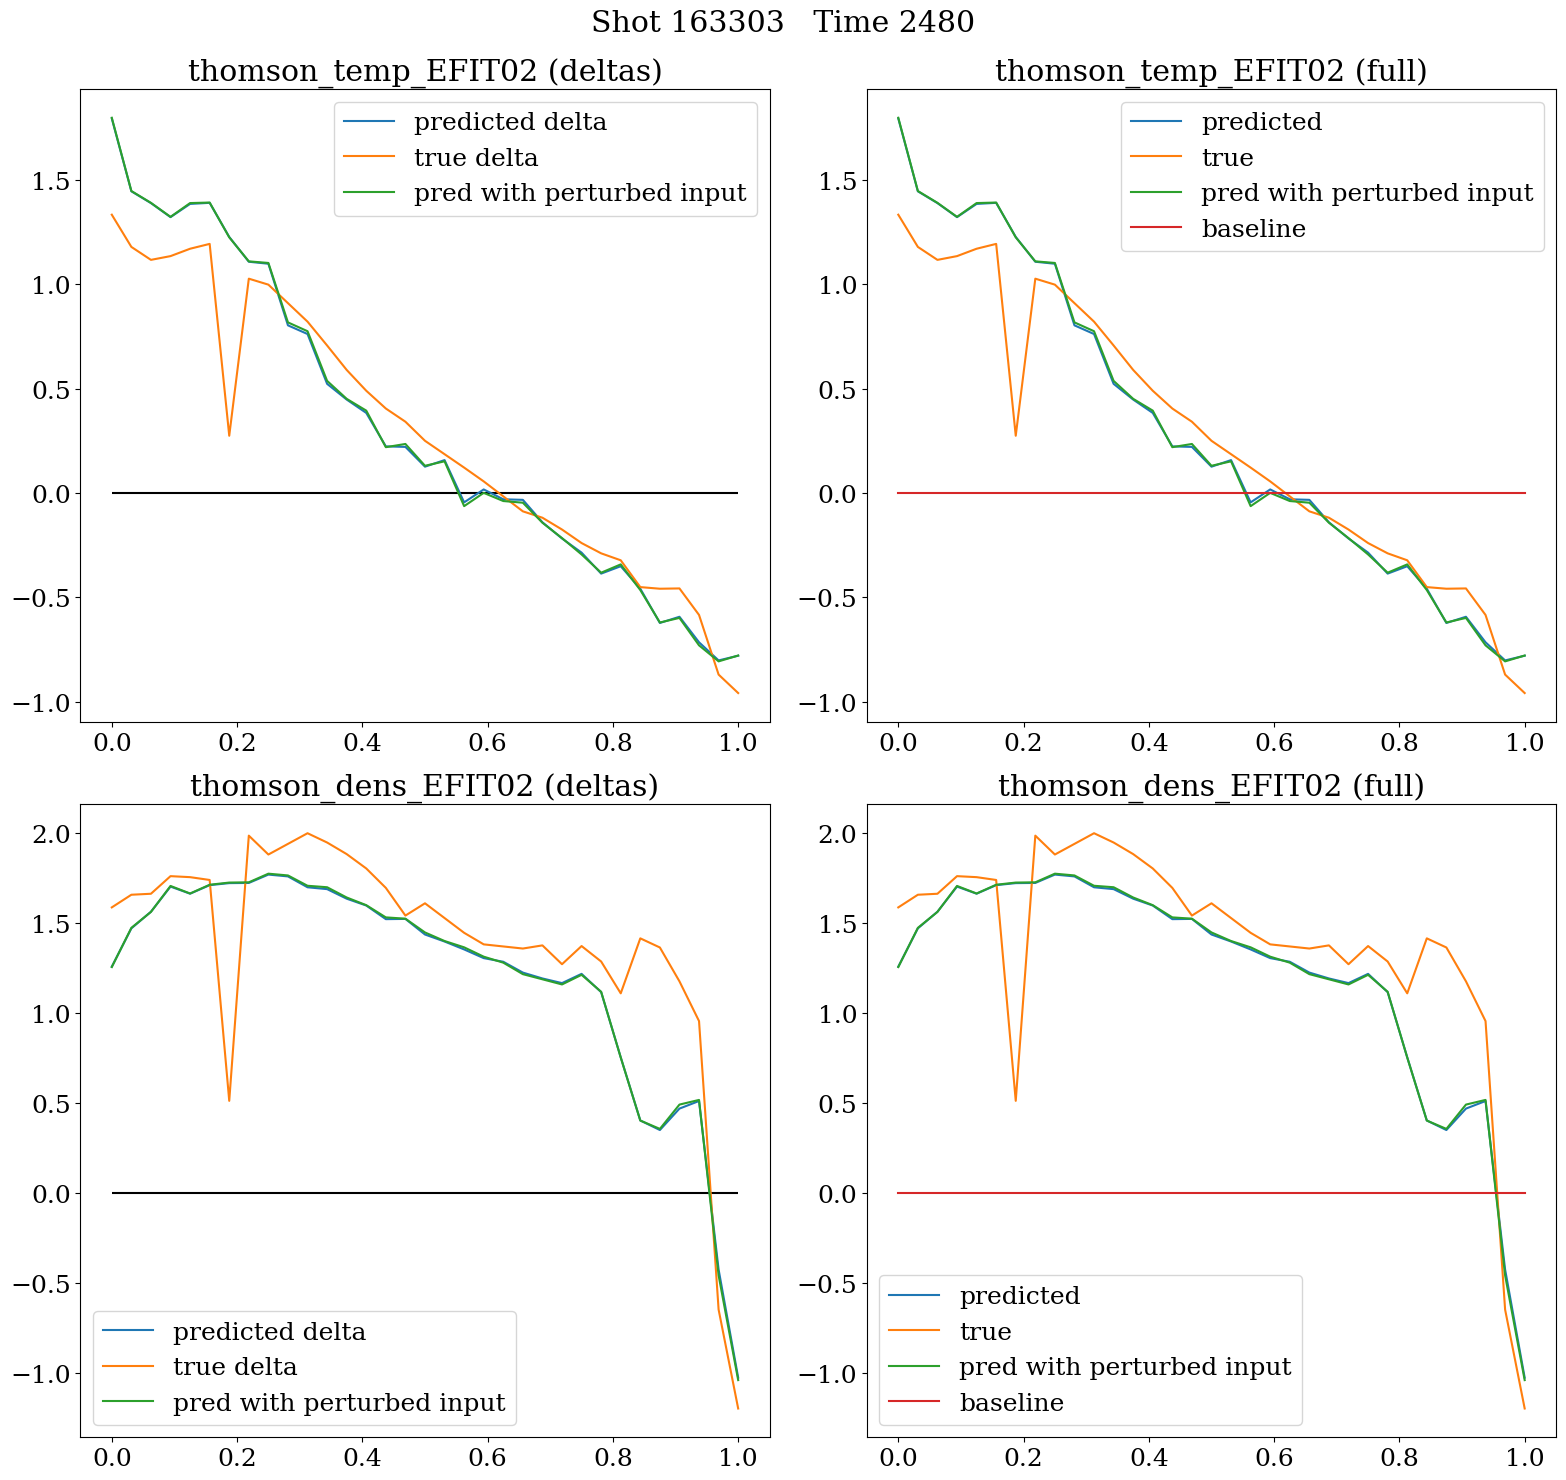 Shot 163303   Time 2480
thomson_temp_EFIT02 (deltas)
predicted delta
true delta
pred with perturbed input
1.5
1.0
0.5
0.0
−0.5
−1.0
0.0 0.2 0.4 0.6 0.8 1.0
thomson_temp_EFIT02 (full)
predicted
true
pred with perturbed input
baseline
1.5
1.0
0.5
0.0
−0.5
−1.0
0.0 0.2 0.4 0.6 0.8 1.0
thomson_dens_EFIT02 (deltas)
2.0
1.5
1.0
0.5
0.0
−0.5
−1.0
predicted delta
true delta
pred with perturbed input
0.0 0.2 0.4 0.6 0.8 1.0
thomson_dens_EFIT02 (full)
2.0
1.5
1.0
0.5
0.0
−0.5
−1.0
predicted
true
pred with perturbed input
baseline
0.0 0.2 0.4 0.6 0.8 1.0